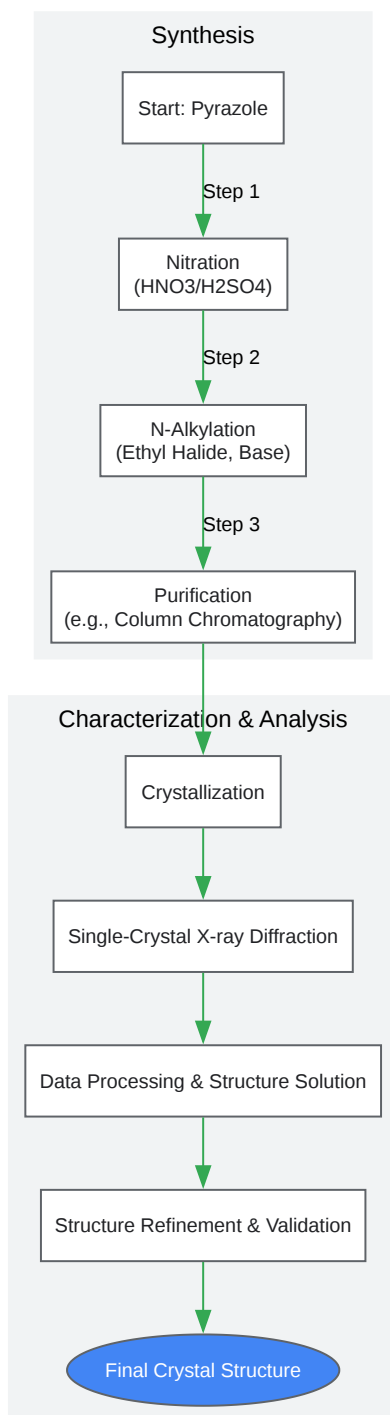 Synthesis
Start: Pyrazole
Step 1
Nitration
(HNO3/H2SO4)
Step 2
N-Alkylation
(Ethyl Halide, Base)
Step 3
Purification
(e.g., Column Chromatography)
Characterization & Analysis
Crystallization
Single-Crystal X-ray Diffraction
Data Processing & Structure Solution
Structure Refinement & Validation
Final Crystal Structure